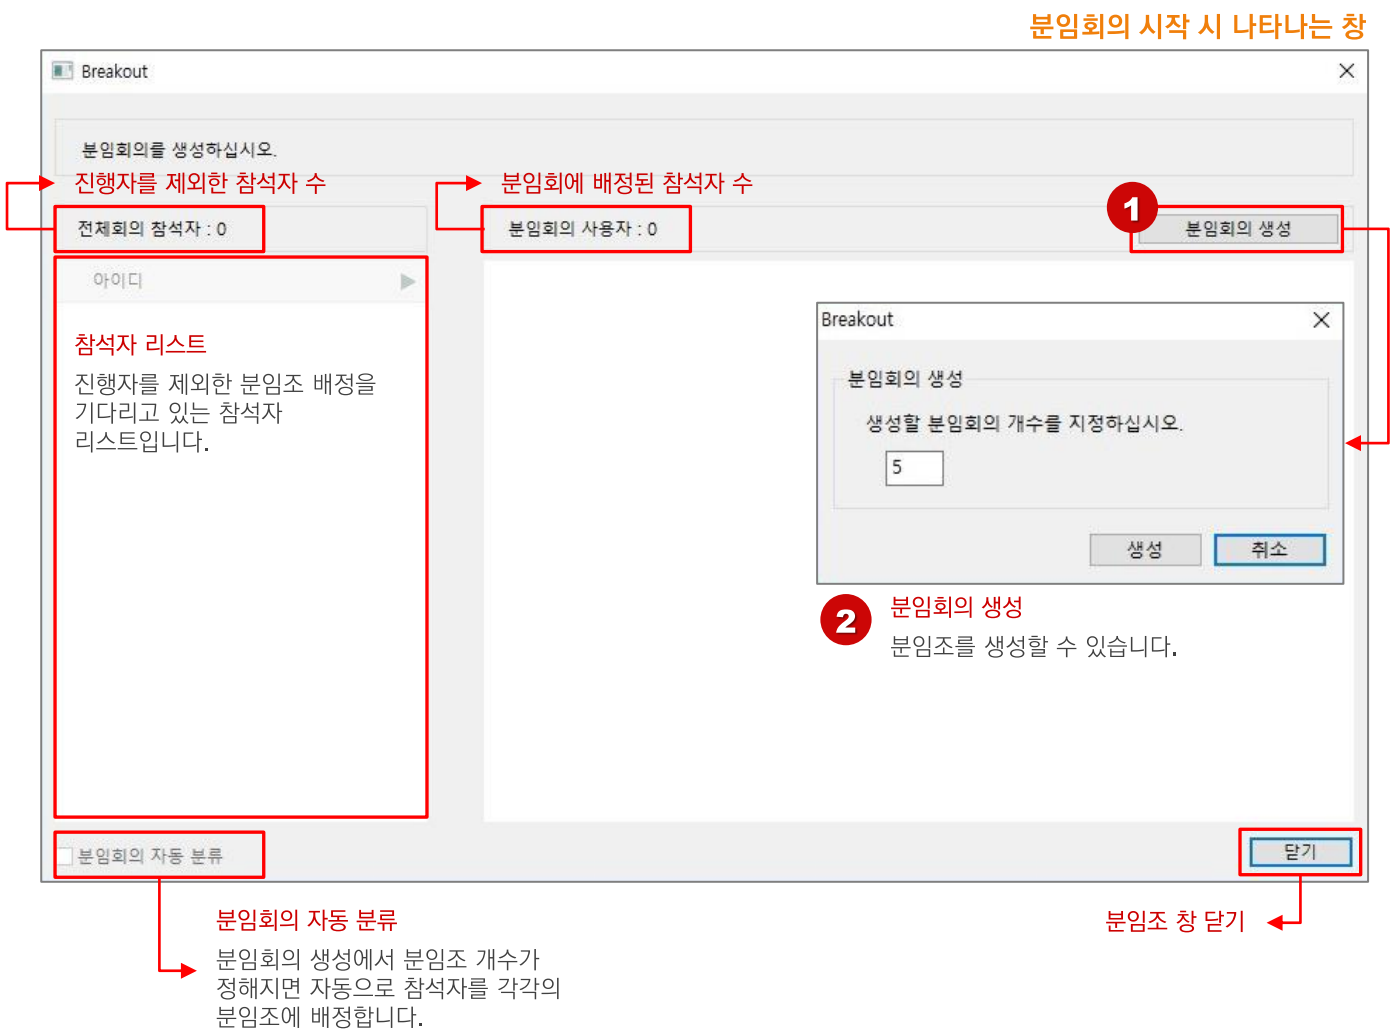 분임회의 시작 시 나타나는 창
Breakout
분임회의를 생성하십시오.
진행자를 제외한 참석자 수
분임회에 배정된 참석자 수
전체회의 참석자 : 0
분임회의 사용자 : 0
1
분임회의 생성
아이디
참석자 리스트
진행자를 제외한 분임조 배정을
기다리고 있는 참석자
리스트입니다.
Breakout
분임회의 생성
생성할 분임회의 개수를 지정하십시오.
5
생성
취소
2
분임회의 생성
분임조를 생성할 수 있습니다.
분임회의 자동 분류
닫기
분임회의 자동 분류
분임회의 생성에서 분임조 개수가
정해지면 자동으로 참석자를 각각의
분임조에 배정합니다.
분임조 창 닫기